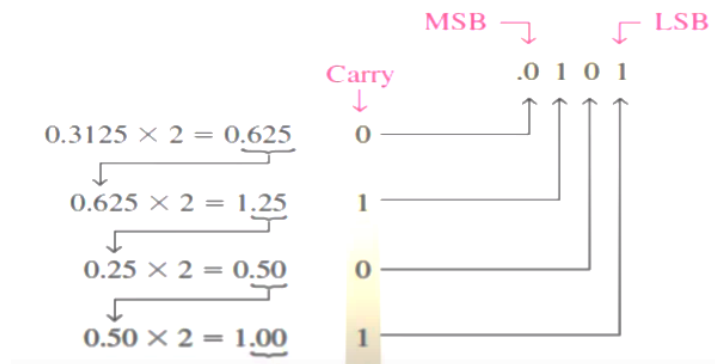 MSB LSB
.0 1 0 1
Carry
0.3125 × 2 = 0.625 0
0.625 × 2 = 1.25 1
0.25 × 2 = 0.50 0
0.50 × 2 = 1.00 1